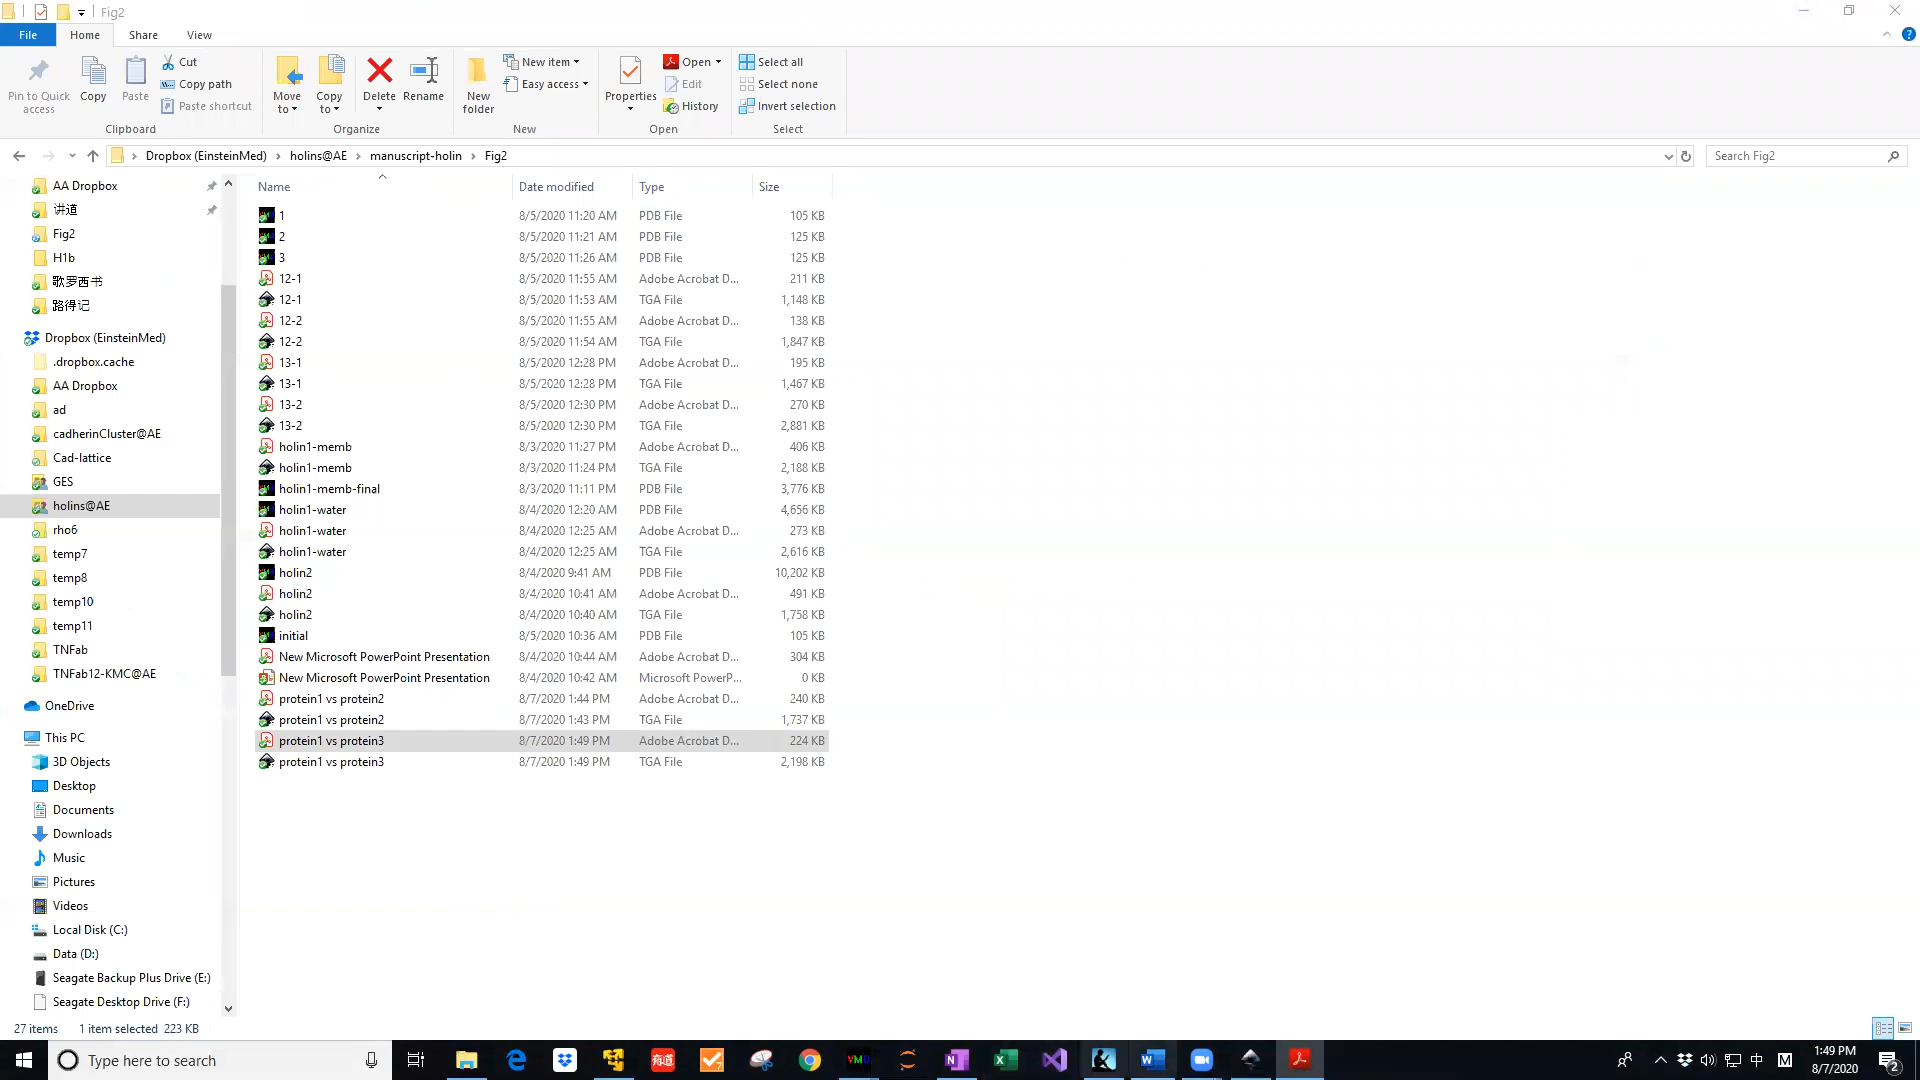 Fig2
File Home Share View
Pin to Quick access
Copy
Paste
Cut
Copy path
Paste shortcut
Clipboard
Move to
Copy to
Delete
Rename
Organize
New folder
New item
Easy access
New
Properties
Open
Edit
History
Open
Select all
Select none
Invert selection
Select
Dropbox (EinsteinMed) › holins@AE › manuscript-holin › Fig2
Search Fig2
AA Dropbox
讲道
Fig2
H1b
歌罗西书
路得记
Dropbox (EinsteinMed)
.dropbox.cache
AA Dropbox
ad
cadherinCluster@AE
Cad-lattice
GES
holins@AE
rho6
temp7
temp8
temp10
temp11
TNFab
TNFab12-KMC@AE
OneDrive
This PC
3D Objects
Desktop
Documents
Downloads
Music
Pictures
Videos
Local Disk (C:)
Data (D:)
Seagate Backup Plus Drive (E:)
Seagate Desktop Drive (F:)
Name Date modified Type Size
1 8/5/2020 11:20 AM PDB File 105 KB
2 8/5/2020 11:21 AM PDB File 125 KB
3 8/5/2020 11:26 AM PDB File 125 KB
12-1 8/5/2020 11:55 AM Adobe Acrobat D... 211 KB
12-1 8/5/2020 11:53 AM TGA File 1,148 KB
12-2 8/5/2020 11:55 AM Adobe Acrobat D... 138 KB
12-2 8/5/2020 11:54 AM TGA File 1,847 KB
13-1 8/5/2020 12:28 PM Adobe Acrobat D... 195 KB
13-1 8/5/2020 12:28 PM TGA File 1,467 KB
13-2 8/5/2020 12:30 PM Adobe Acrobat D... 270 KB
13-2 8/5/2020 12:30 PM TGA File 2,881 KB
holin1-memb 8/3/2020 11:27 PM Adobe Acrobat D... 406 KB
holin1-memb 8/3/2020 11:24 PM TGA File 2,188 KB
holin1-memb-final 8/3/2020 11:11 PM PDB File 3,776 KB
holin1-water 8/4/2020 12:20 AM PDB File 4,656 KB
holin1-water 8/4/2020 12:25 AM Adobe Acrobat D... 273 KB
holin1-water 8/4/2020 12:25 AM TGA File 2,616 KB
holin2 8/4/2020 9:41 AM PDB File 10,202 KB
holin2 8/4/2020 10:41 AM Adobe Acrobat D... 491 KB
holin2 8/4/2020 10:40 AM TGA File 1,758 KB
initial 8/5/2020 10:36 AM PDB File 105 KB
New Microsoft PowerPoint Presentation 8/4/2020 10:44 AM Adobe Acrobat D... 304 KB
New Microsoft PowerPoint Presentation 8/4/2020 10:42 AM Microsoft PowerP... 0 KB
protein1 vs protein2 8/7/2020 1:44 PM Adobe Acrobat D... 240 KB
protein1 vs protein2 8/7/2020 1:43 PM TGA File 1,737 KB
protein1 vs protein3 8/7/2020 1:49 PM Adobe Acrobat D... 224 KB
protein1 vs protein3 8/7/2020 1:49 PM TGA File 2,198 KB
27 items 1 item selected 223 KB
Type here to search
有道
中
M
1:49 PM
8/7/2020
2